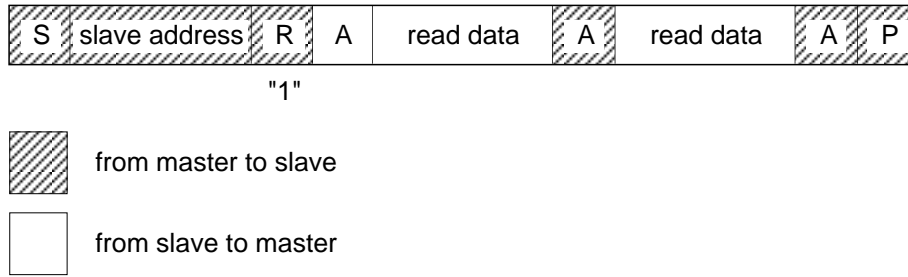 S slave address R A read data A read data A P
"1"
from master to slave
from slave to master